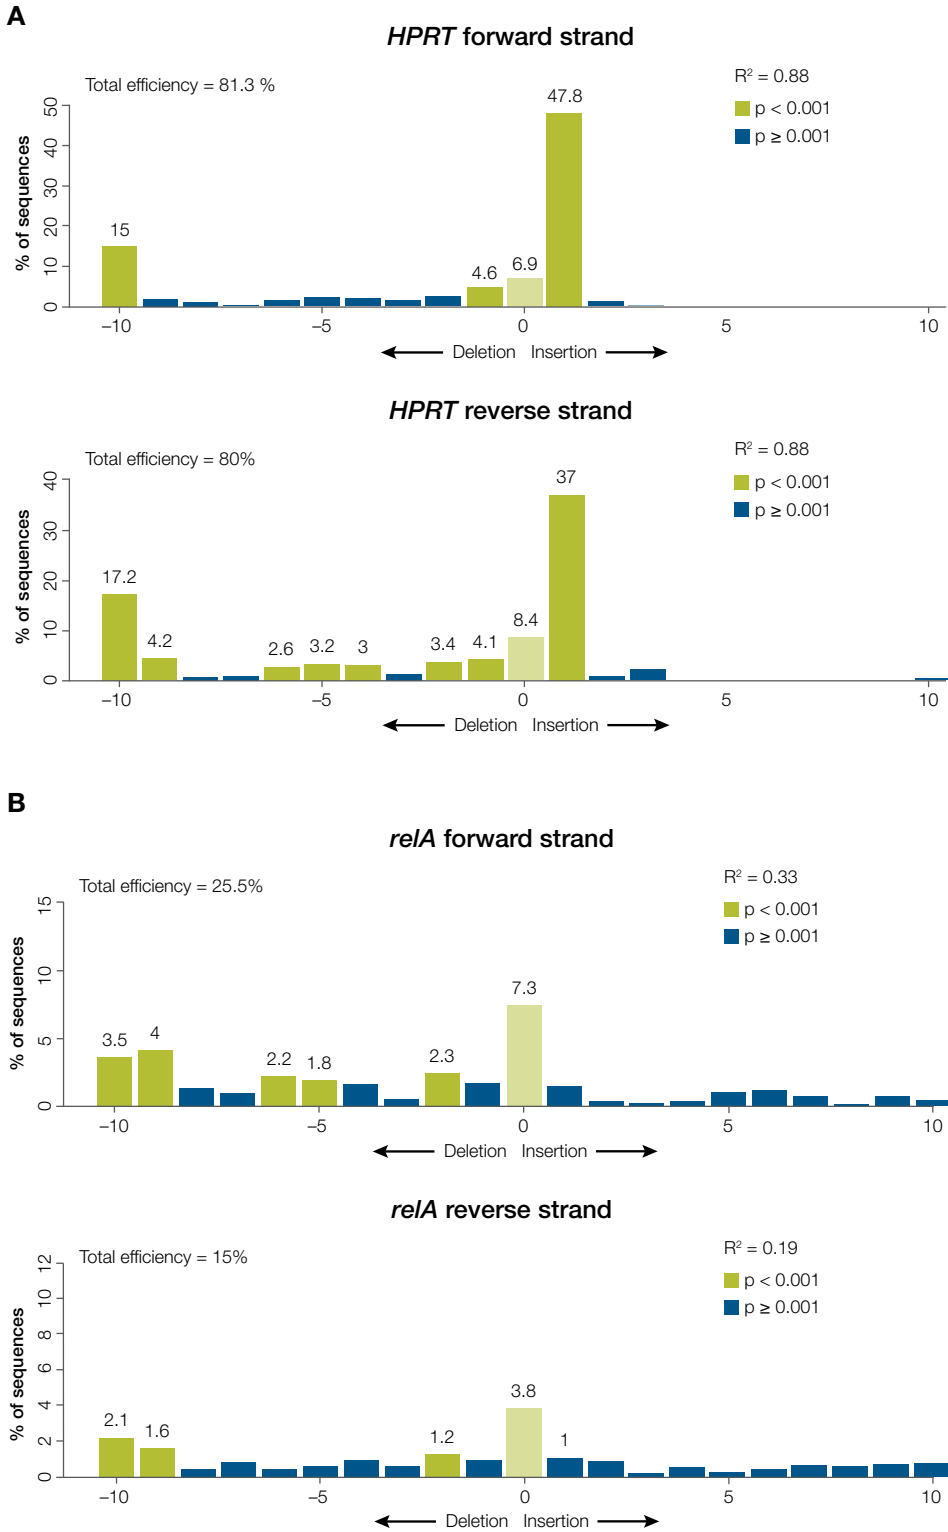 A
HPRT forward strand
Total efficiency = 81.3 %
R² = 0.88
p < 0.001
p ≥ 0.001
% of sequences
50
40
30
20
10
0
15
4.6
6.9
47.8
–10
–5
0
5
10
Deletion Insertion
HPRT reverse strand
Total efficiency = 80%
R² = 0.88
p < 0.001
p ≥ 0.001
% of sequences
40
30
20
10
0
17.2
4.2
2.6
3.2
3
3.4
4.1
8.4
37
–10
–5
0
5
10
Deletion Insertion
B
relA forward strand
Total efficiency = 25.5%
R² = 0.33
p < 0.001
p ≥ 0.001
% of sequences
15
10
5
0
3.5
4
2.2
1.8
2.3
7.3
–10
–5
0
5
10
Deletion Insertion
relA reverse strand
Total efficiency = 15%
R² = 0.19
p < 0.001
p ≥ 0.001
% of sequences
12
10
8
6
4
2
0
2.1
1.6
1.2
3.8
1
–10
–5
0
5
10
Deletion Insertion